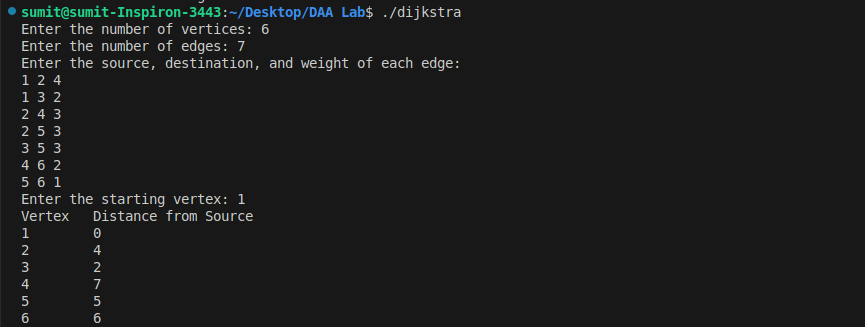 sumit@sumit-Inspiron-3443:~/Desktop/DAA Lab$ ./dijkstra
Enter the number of vertices: 6
Enter the number of edges: 7
Enter the source, destination, and weight of each edge:
1 2 4
1 3 2
2 4 3
2 5 3
3 5 3
4 6 2
5 6 1
Enter the starting vertex: 1
Vertex   Distance from Source
1        0
2        4
3        2
4        7
5        5
6        6